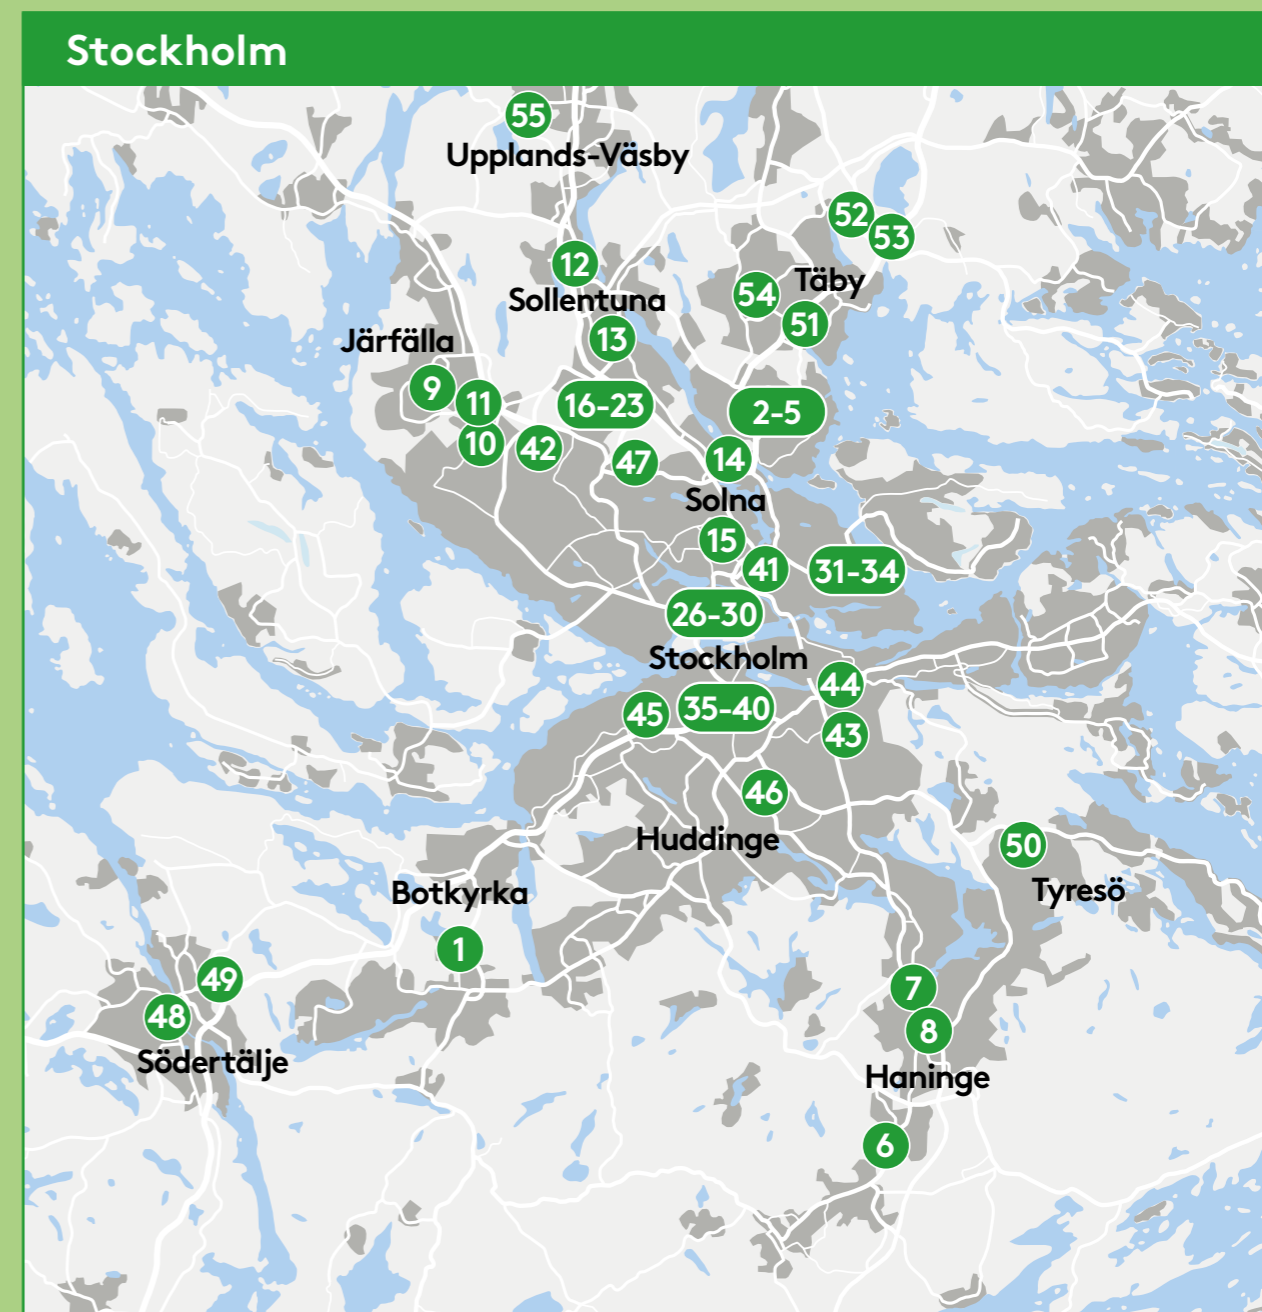 Stockholm
55
Upplands-Väsby
52
53
12
Sollentuna
Täby
54
51
13
Järfälla
9
11
16-23
2-5
10
42
47
14
Solna
15
41
31-34
26-30
Stockholm
44
45
35-40
43
46
Huddinge
50
Tyresö
Botkyrka
1
49
7
48
8
Södertälje
Haninge
6